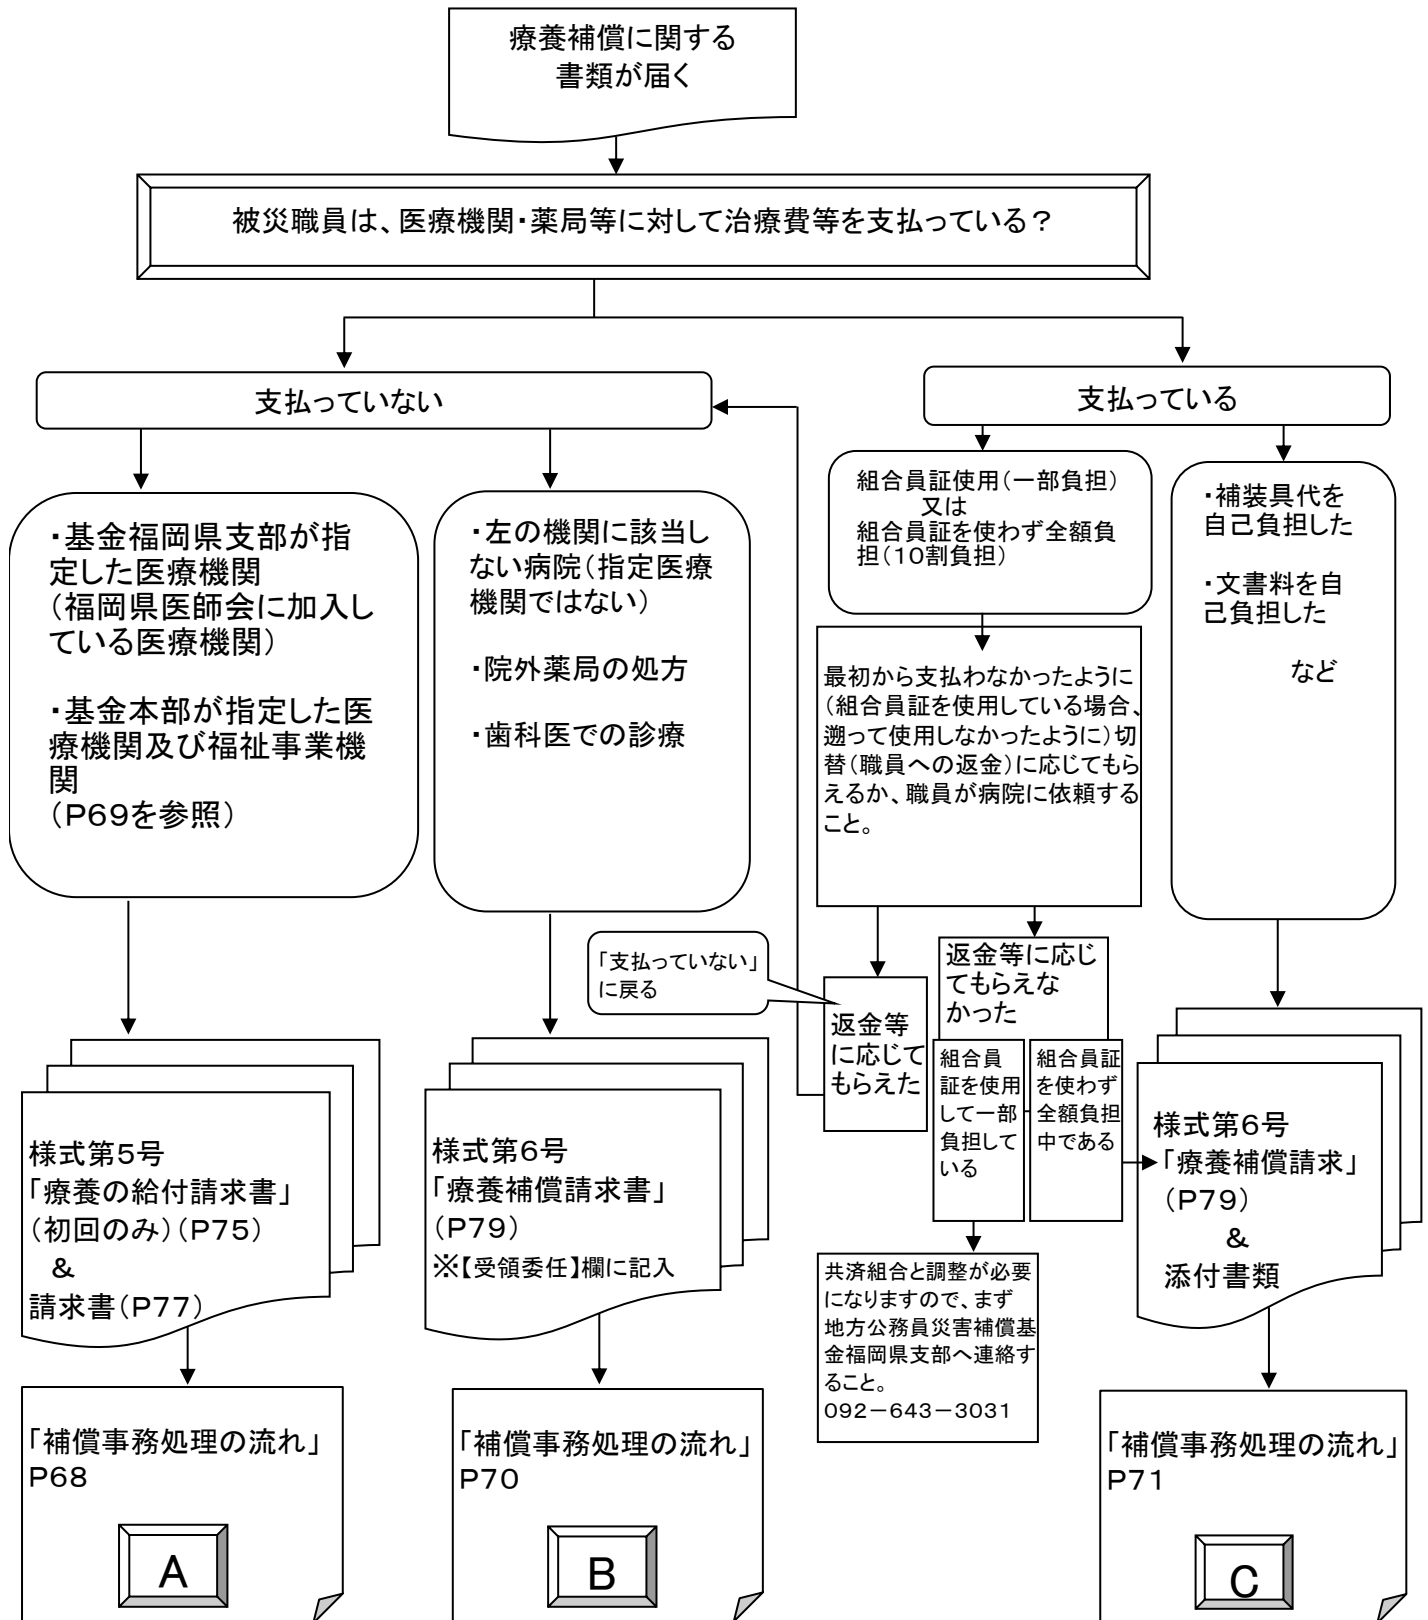 療養補償に関する
書類が届く
被災職員は、医療機関・薬局等に対して治療費等を支払っている？
支払っていない
支払っている
・基金福岡県支部が指
定した医療機関
（福岡県医師会に加入し
ている医療機関）
・基金本部が指定した医
療機関及び福祉事業機
関
（P69を参照）
・左の機関に該当し
ない病院（指定医療
機関ではない）
・院外薬局の処方
・歯科医での診療
組合員証使用（一部負担）
又は
組合員証を使わず全額負
担（10割負担）
・補装具代を
自己負担した
・文書料を自
己負担した
など
最初から支払わなかったように
（組合員証を使用している場合、
遡って使用しなかったように）切
替（職員への返金）に応じてもら
えるか、職員が病院に依頼する
こと。
「支払っていない」
に戻る
返金等
に応じて
もらえた
返金等に応じ
てもらえな
かった
組合員
証を使用
して一部
負担して
いる
組合員証
を使わず
全額負担
中である
様式第5号
「療養の給付請求書」
（初回のみ）（P75）
&
請求書（P77）
様式第6号
「療養補償請求書」
（P79）
※【受領委任】欄に記入
様式第6号
「療養補償請求」
（P79）
&
添付書類
共済組合と調整が必要
になりますので、まず
地方公務員災害補償基
金福岡県支部へ連絡す
ること。
092－643－3031
「補償事務処理の流れ」
P68
A
「補償事務処理の流れ」
P70
B
「補償事務処理の流れ」
P71
C